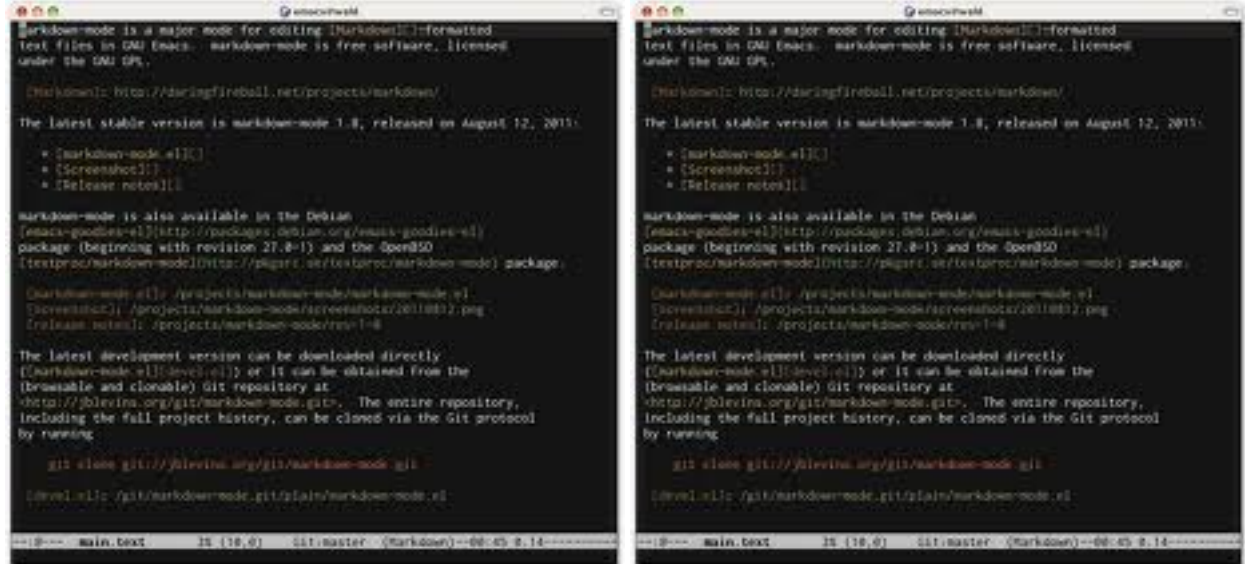 emacs@wald
markdown-mode is a major mode for editing [Markdown][]-formatted
text files in GNU Emacs.  markdown-mode is free software, licensed
under the GNU GPL.
[Markdown]: http://daringfireball.net/projects/markdown/
The latest stable version is markdown-mode 1.8, released on August 12, 2011:
* [markdown-mode.el][]
* [Screenshot][]
* [Release notes][]
markdown-mode is also available in the Debian
[emacs-goodies-el](http://packages.debian.org/emacs-goodies-el)
package (beginning with revision 27.0-1) and the OpenBSD
[textproc/markdown-mode](http://pkgsrc.se/textproc/markdown-mode) package.
[markdown-mode.el]: /projects/markdown-mode/markdown-mode.el
[screenshot]: /projects/markdown-mode/screenshots/20110812.png
[release notes]: /projects/markdown-mode/rev-1-8
The latest development version can be downloaded directly
([markdown-mode.el][devel.el]) or it can be obtained from the
(browsable and clonable) Git repository at
<http://jblevins.org/git/markdown-mode.git>.  The entire repository,
including the full project history, can be cloned via the Git protocol
by running
git clone git://jblevins.org/git/markdown-mode.git
[devel.el]: /git/markdown-mode.git/plain/markdown-mode.el
--:@--- main.text 3% (10,0) Git:master (Markdown)--00:45 0.14----------
emacs@wald
markdown-mode is a major mode for editing [Markdown][]-formatted
text files in GNU Emacs.  markdown-mode is free software, licensed
under the GNU GPL.
[Markdown]: http://daringfireball.net/projects/markdown/
The latest stable version is markdown-mode 1.8, released on August 12, 2011:
* [markdown-mode.el][]
* [Screenshot][]
* [Release notes][]
markdown-mode is also available in the Debian
[emacs-goodies-el](http://packages.debian.org/emacs-goodies-el)
package (beginning with revision 27.0-1) and the OpenBSD
[textproc/markdown-mode](http://pkgsrc.se/textproc/markdown-mode) package.
[markdown-mode.el]: /projects/markdown-mode/markdown-mode.el
[screenshot]: /projects/markdown-mode/screenshots/20110812.png
[release notes]: /projects/markdown-mode/rev-1-8
The latest development version can be downloaded directly
([markdown-mode.el][devel.el]) or it can be obtained from the
(browsable and clonable) Git repository at
<http://jblevins.org/git/markdown-mode.git>.  The entire repository,
including the full project history, can be cloned via the Git protocol
by running
git clone git://jblevins.org/git/markdown-mode.git
[devel.el]: /git/markdown-mode.git/plain/markdown-mode.el
--:@--- main.text 3% (10,0) Git:master (Markdown)--00:45 0.14----------